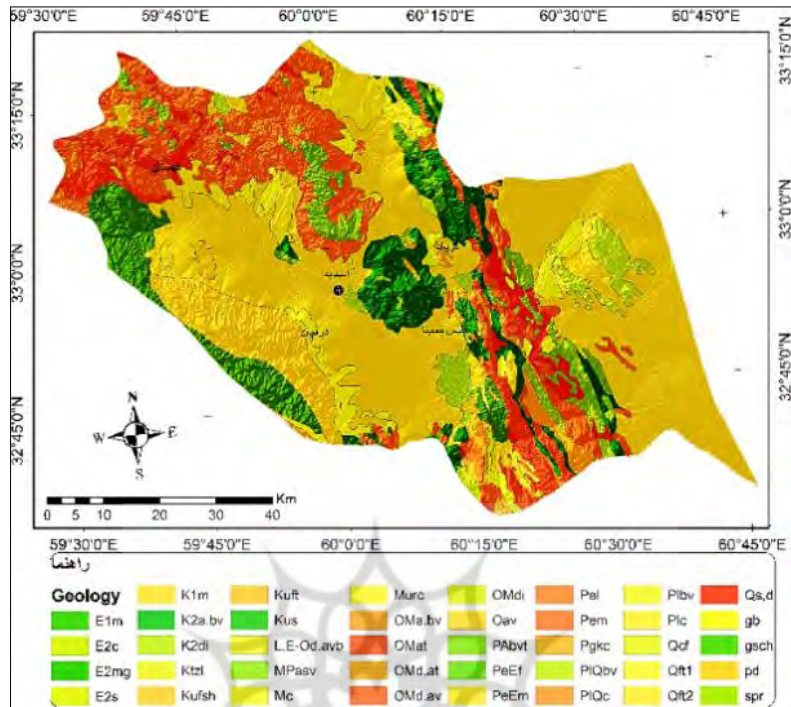 59°30'0"E 59°45'0"E 60°0'0"E 60°15'0"E 60°30'0"E 60°45'0"E
33°15'0"N 33°0'0"N 32°45'0"N
33°15'0"N 33°0'0"N 32°45'0"N
اسدیه
درمیان
N
W E
S
Km
0 5 10 20 30 40
59°30'0"E 59°45'0"E 60°0'0"E 60°15'0"E 60°30'0"E 60°45'0"E
راهنما
Geology
E1m
E2c
E2mg
E2s
K1m
K2a.bv
K2di
Ktzl
Kufsh
Kuft
Kus
L.E-Od.avb
MPasv
Mc
Murc
OMa.bv
OMat
OMd.at
OMd.av
OMdi
Oav
PAbvt
PeEf
PeEm
Pel
Pem
Pgkc
PlQbv
PlQc
Plbv
Plc
Qcf
Qft1
Qft2
Qs,d
gb
gsch
pd
spr